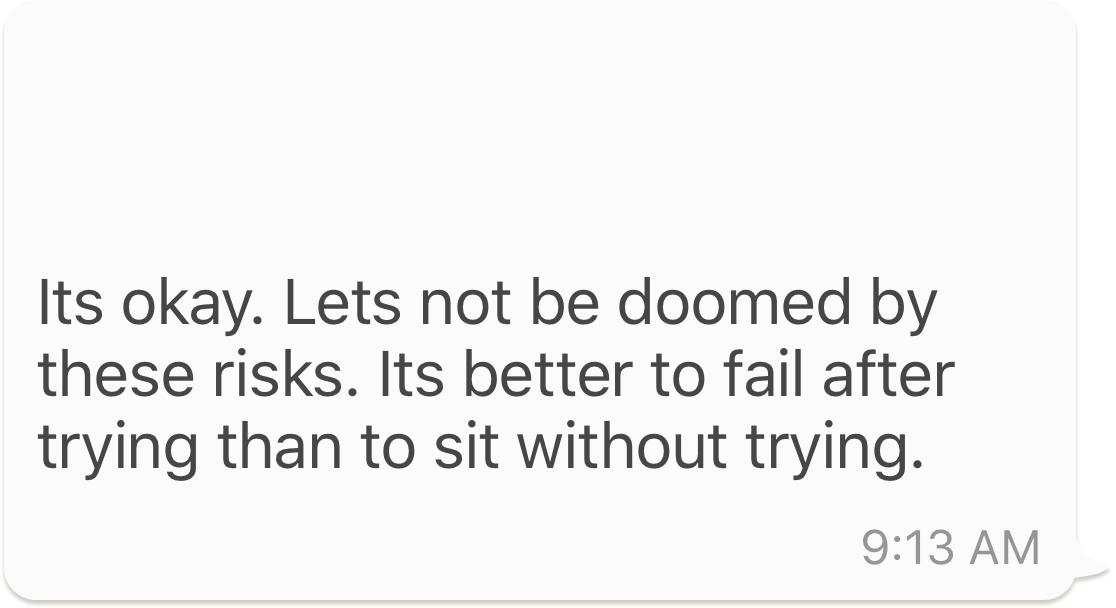 Its okay. Lets not be doomed by
these risks. Its better to fail after
trying than to sit without trying.
9:13 AM